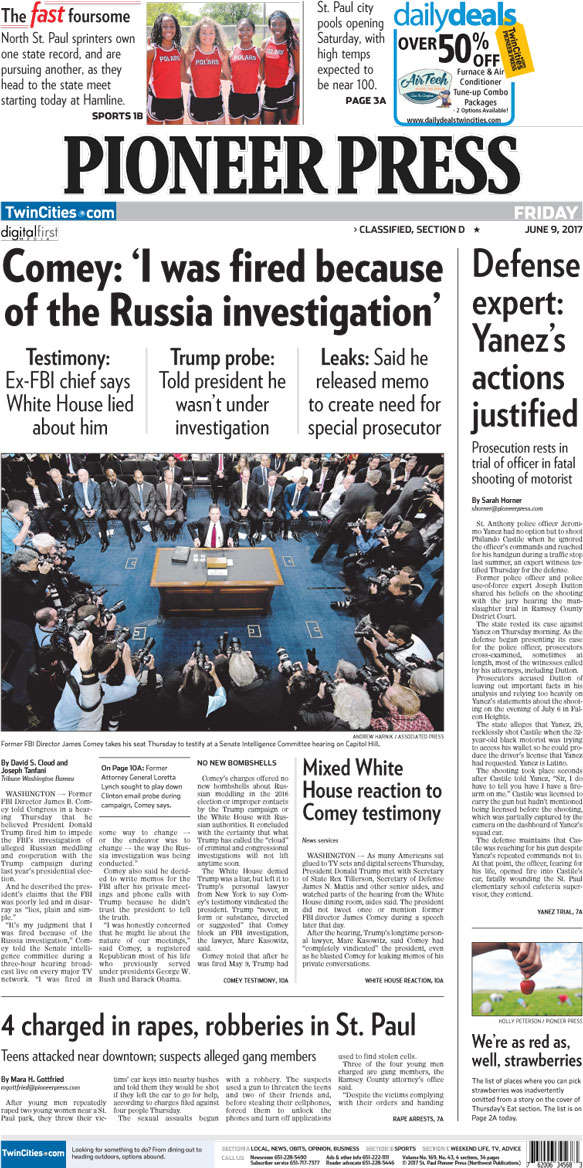 The fast foursome
North St. Paul sprinters own
one state record, and are
pursuing another, as they
head to the state meet
starting today at Hamline.
SPORTS 1B
St. Paul city
pools opening
Saturday, with
high temps
expected to
be near 100.
PAGE 3A
dailydeals
TwinCities
PIONEER PRESS
OVER 50% OFF
AirTech
Furnace & Air
Conditioner
Tune-up Combo
Packages
- 2 Options Available!
www.dailydealstwincities.com
PIONEER PRESS
TwinCities.com
FRIDAY
digitalfirst
MEDIA
> CLASSIFIED, SECTION D ★
JUNE 9, 2017
Comey: ‘I was fired because
of the Russia investigation’
Testimony:
Ex-FBI chief says
White House lied
about him
Trump probe:
Told president he
wasn’t under
investigation
Leaks: Said he
released memo
to create need for
special prosecutor
ANDREW HARNIK / ASSOCIATED PRESS
Former FBI Director James Comey takes his seat Thursday to testify at a Senate Intelligence Committee hearing on Capitol Hill.
By David S. Cloud and
Joseph Tanfani
Tribune Washington Bureau
WASHINGTON — Former
FBI Director James B. Co-
mey told Congress in a hear-
ing Thursday that he
believed President Donald
Trump fired him to impede
the FBI’s investigation of
alleged Russian meddling
and cooperation with the
Trump campaign during
last year’s presidential elec-
tion.
And he described the pres-
ident’s claims that the FBI
was poorly led and in disar-
ray as “lies, plain and sim-
ple.”
“It’s my judgment that I
was fired because of the
Russia investigation,” Com-
ey told the Senate intelli-
gence committee during a
three-hour hearing broad-
cast live on every major TV
network. “I was fired in
On Page 10A: Former
Attorney General Loretta
Lynch sought to play down
Clinton email probe during
campaign, Comey says.
some way to change —
or the endeavor was to
change — the way the Rus-
sia investigation was being
conducted.”
Comey also said he decid-
ed to write memos for the
FBI after his private meet-
ings and phone calls with
Trump because he didn’t
trust the president to tell
the truth.
“I was honestly concerned
that he might lie about the
nature of our meetings,”
said Comey, a registered
Republican most of his life
who previously served
under presidents George W.
Bush and Barack Obama.
NO NEW BOMBSHELLS
Comey’s charges offered no
new bombshells about Rus-
sian meddling in the 2016
election or improper contacts
by the Trump campaign or
the White House with Rus-
sian authorities. It concluded
with the certainty that what
Trump has called the “cloud”
of criminal and congressional
investigations will not lift
anytime soon.
The White House denied
Trump was a liar, but left it to
Trump’s personal lawyer
from New York to say Com-
ey’s testimony vindicated the
president. Trump “never, in
form or substance, directed
or suggested” that Comey
block an FBI investigation,
the lawyer, Marc Kasowitz,
said.
Comey noted that after he
was fired May 9, Trump had
COMEY TESTIMONY, 10A
Mixed White
House reaction to
Comey testimony
News services
WASHINGTON — As many Americans sat
glued to TV sets and digital screens Thursday,
President Donald Trump met with Secretary
of State Rex Tillerson, Secretary of Defense
James N. Mattis and other senior aides, and
watched parts of the hearing from the White
House dining room, aides said. The president
did not tweet once or mention former
FBI director James Comey during a speech
later that day.
After the hearing, Trump’s longtime person-
al lawyer, Marc Kasowitz, said Comey had
“completely vindicated” the president, even
as he blasted Comey for leaking memos of his
private conversations.
WHITE HOUSE REACTION, 10A
Defense
expert:
Yanez’s
actions
justified
Prosecution rests in
trial of officer in fatal
shooting of motorist
By Sarah Horner
shorner@pioneerpress.com
St. Anthony police officer Jeroni-
mo Yanez had no option but to shoot
Philando Castile when he ignored
the officer’s commands and reached
for his handgun during a traffic stop
last summer, an expert witness tes-
tified Thursday for the defense.
Former police officer and police
use-of-force expert Joseph Dutton
shared his beliefs on the shooting
with the jury hearing the man-
slaughter trial in Ramsey County
District Court.
The state rested its case against
Yanez on Thursday morning. As the
defense began presenting its case
for the police officer, prosecutors
cross-examined, sometimes at
length, most of the witnesses called
by his attorneys, including Dutton.
Prosecutors accused Dutton of
leaving out important facts in his
analysis and relying too heavily on
Yanez’s statements about the shoot-
ing on the evening of July 6 in Fal-
con Heights.
The state alleges that Yanez, 29,
recklessly shot Castile when the 32-
year-old black motorist was trying
to access his wallet so he could pro-
duce the driver’s license that Yanez
had requested. Yanez is Latino.
The shooting took place seconds
after Castile told Yanez, “Sir, I do
have to tell you I have a fire-
arm on me.” Castile was licensed to
carry the gun but hadn’t mentioned
being licensed before the shooting,
which was partially captured by the
camera on the dashboard of Yanez’s
squad car.
The defense maintains that Cas-
tile was reaching for his gun despite
Yanez’s repeated commands not to.
At that point, the officer, fearing for
his life, opened fire into Castile’s
car, fatally wounding the St. Paul
elementary school cafeteria super-
visor, they contend.
YANEZ TRIAL, 7A
HOLLY PETERSON / PIONEER PRESS
We’re as red as,
well, strawberries
The list of places where you can pick
strawberries was inadvertently
omitted from a story on the cover of
Thursday’s Eat section. The list is on
Page 2A today.
4 charged in rapes, robberies in St. Paul
Teens attacked near downtown; suspects alleged gang members
By Mara H. Gottfried
mgottfried@pioneerpress.com
After young men repeatedly
raped two young women near a St.
Paul park, they threw their vic-
tims’ car keys into nearby bushes
and told them they would be shot
if they left the car to go for help,
according to charges filed against
four people Thursday.
The sexual assaults began
with a robbery. The suspects
used a gun to threaten the teens
and two of their friends and,
before stealing their cellphones,
forced them to unlock the
phones and turn off applications
used to find stolen cells.
Three of the four young men
charged are gang members, the
Ramsey County attorney’s office
said.
“Despite the victims complying
with their orders and handing
RAPE ARRESTS, 7A
TwinCities.com
Looking for something to do? From dining out to
heading outdoors, options abound.
SECTION A LOCAL NEWS, OBITS, OPINION, BUSINESS SECTION B SPORTS SECTION C WEEKEND LIFE, TV, ADVICE
CALL US Newsroom 651-228-5490
Subscriber service 651-717-7377
Ads & other info 651-222-1111
Reader advocate 651-228-5446
Volume No. 169, No. 43, 4 sections, 34 pages
© 2017 St. Paul Pioneer Press (Northwest Publications)